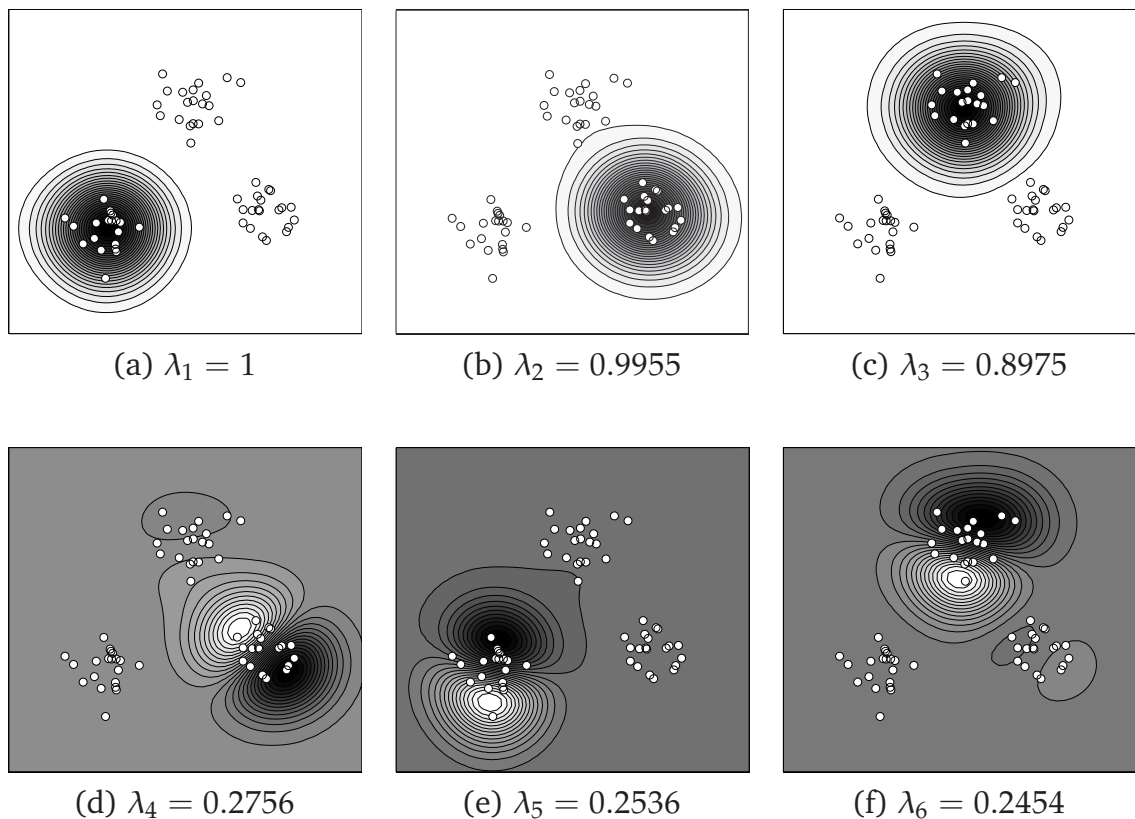 (a) λ₁ = 1
(b) λ₂ = 0.9955
(c) λ₃ = 0.8975
(d) λ₄ = 0.2756
(e) λ₅ = 0.2536
(f) λ₆ = 0.2454